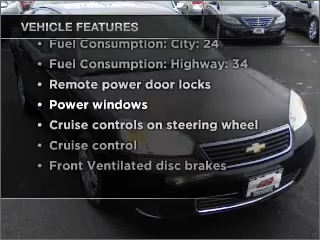 VEHICLE FEATURES
• Fuel Consumption: City: 24
• Fuel Consumption: Highway: 34
• Remote power door locks
• Power windows
• Cruise controls on steering wheel
• Cruise control
• Front Ventilated disc brakes